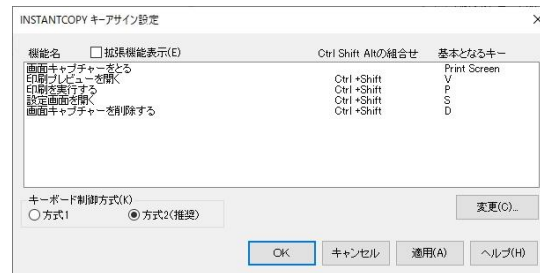 INSTANTCOPY キーアサイン設定
機能名 拡張機能表示(E) Ctrl Shift Altの組合せ 基本となるキー
画面キャプチャーをとる Print Screen
印刷プレビューを開く Ctrl +Shift V
印刷を実行する Ctrl +Shift P
設定画面を開く Ctrl +Shift S
画面キャプチャーを削除する Ctrl +Shift D
キーボード制御方式(K)
方式1 方式2(推奨)
変更(C)...
OK キャンセル 適用(A) ヘルプ(H)